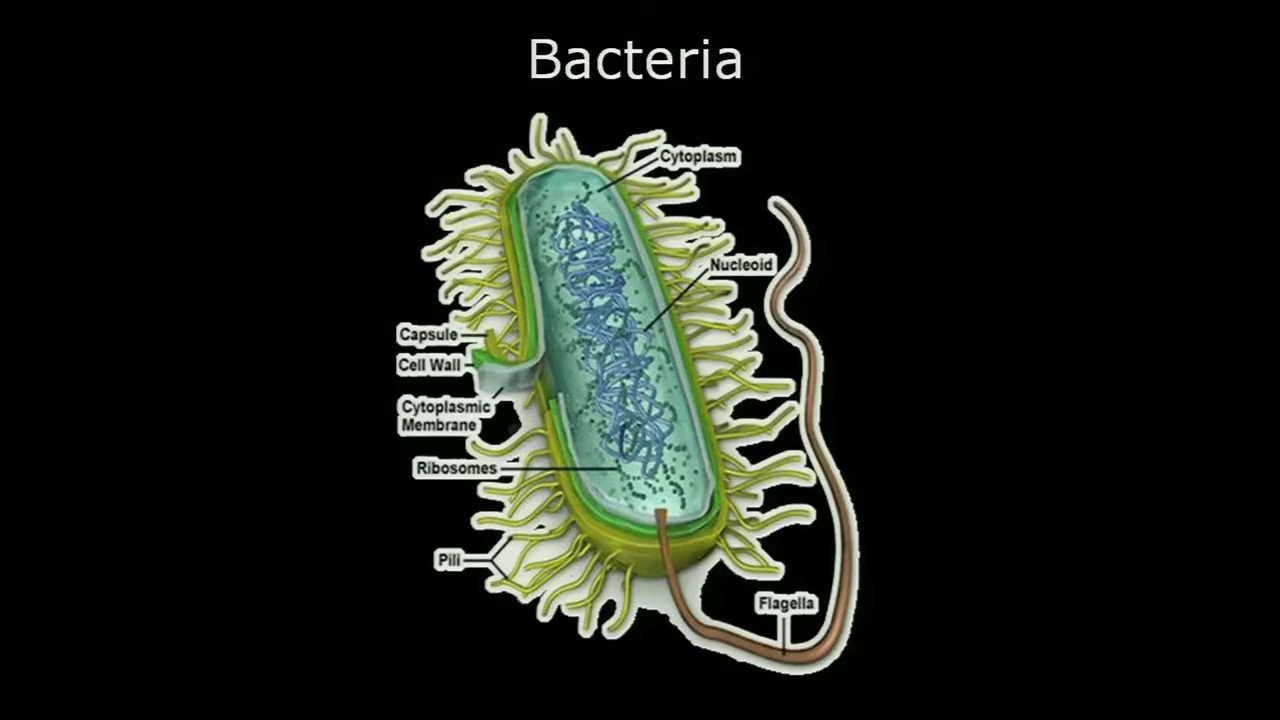 Bacteria
Cytoplasm
Nucleoid
Capsule
Cell Wall
Cytoplasmic
Membrane
Ribosomes
Pili
Flagella